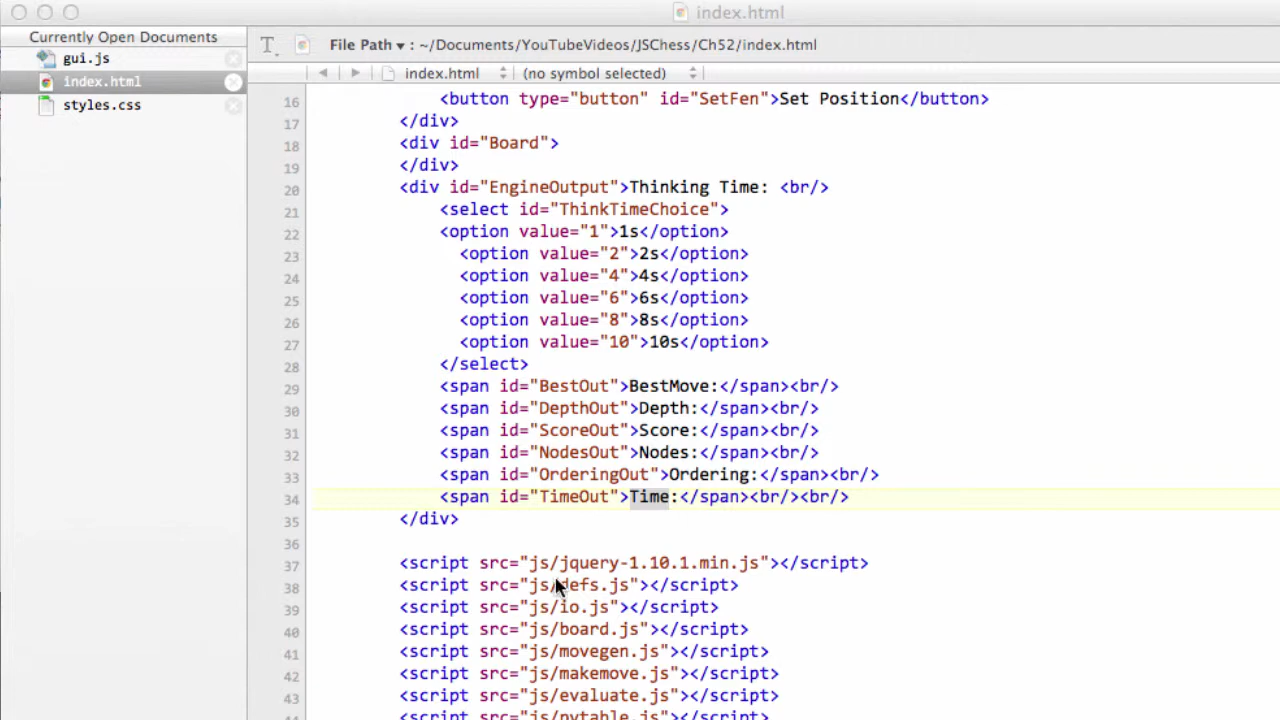 index.html
Currently Open Documents
gui.js
index.html
styles.css
T File Path ▾ : ~/Documents/YouTubeVideos/JSChess/Ch52/index.html
index.html (no symbol selected)
16 <button type="button" id="SetFen">Set Position</button>
17 </div>
18 <div id="Board">
19 </div>
20 <div id="EngineOutput">Thinking Time: <br/>
21 <select id="ThinkTimeChoice">
22 <option value="1">1s</option>
23 <option value="2">2s</option>
24 <option value="4">4s</option>
25 <option value="6">6s</option>
26 <option value="8">8s</option>
27 <option value="10">10s</option>
28 </select>
29 <span id="BestOut">BestMove:</span><br/>
30 <span id="DepthOut">Depth:</span><br/>
31 <span id="ScoreOut">Score:</span><br/>
32 <span id="NodesOut">Nodes:</span><br/>
33 <span id="OrderingOut">Ordering:</span><br/>
34 <span id="TimeOut">Time:</span><br/><br/>
35 </div>
36
37 <script src="js/jquery-1.10.1.min.js"></script>
38 <script src="js/defs.js"></script>
39 <script src="js/io.js"></script>
40 <script src="js/board.js"></script>
41 <script src="js/movegen.js"></script>
42 <script src="js/makemove.js"></script>
43 <script src="js/evaluate.js"></script>
44 <script src="js/pvtable.js"></script>